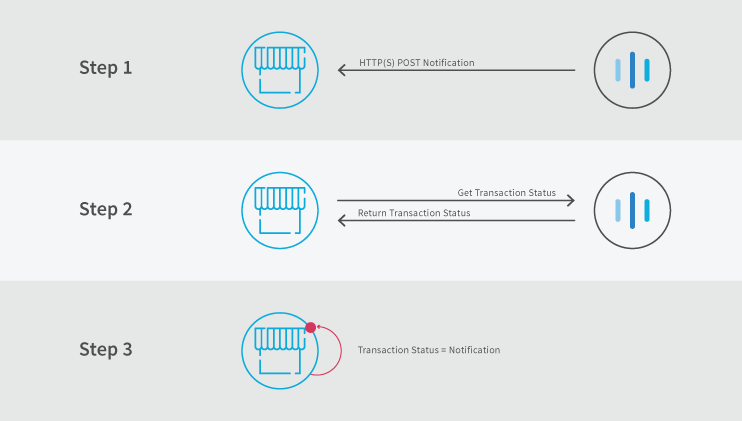 Step 1
HTTP(S) POST Notification
Step 2
Get Transaction Status
Return Transaction Status
Step 3
Transaction Status = Notification